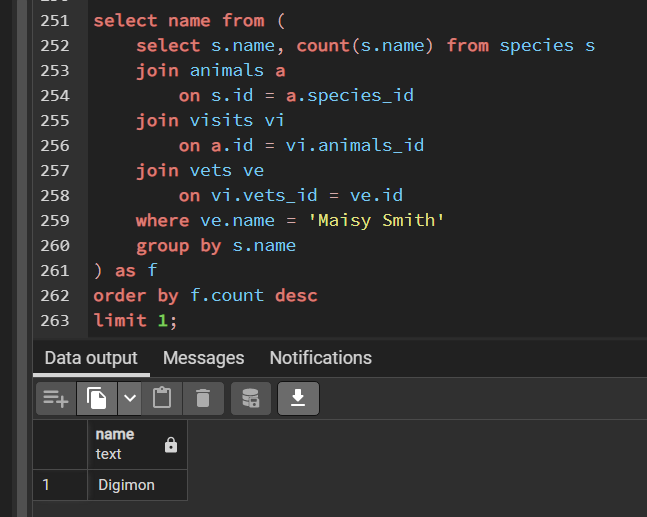 251 select name from (
252 select s.name, count(s.name) from species s
253 join animals a
254 on s.id = a.species_id
255 join visits vi
256 on a.id = vi.animals_id
257 join vets ve
258 on vi.vets_id = ve.id
259 where ve.name = 'Maisy Smith'
260 group by s.name
261 ) as f
262 order by f.count desc
263 limit 1;
Data output Messages Notifications
name
text
1 Digimon